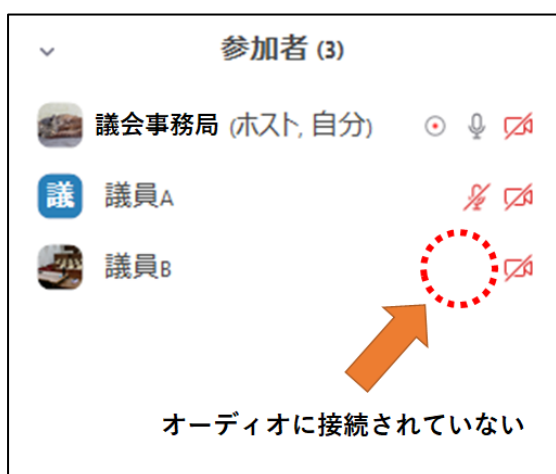 参加者 (3)
議会事務局 (ホスト, 自分)
議 議員A
議員B
オーディオに接続されていない